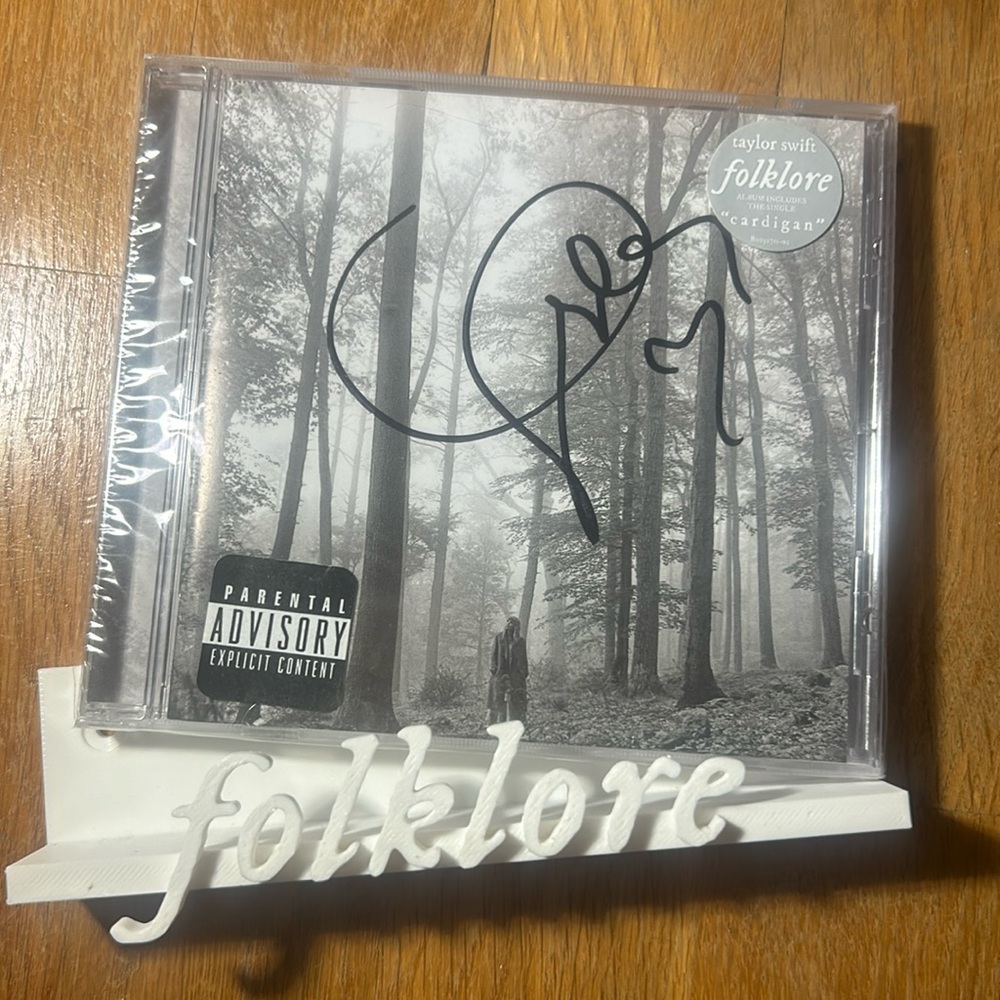 taylor swift
folklore
ALBUM INCLUDES
THE SINGLE
"cardigan"
PARENTAL
ADVISORY
EXPLICIT CONTENT
folklore